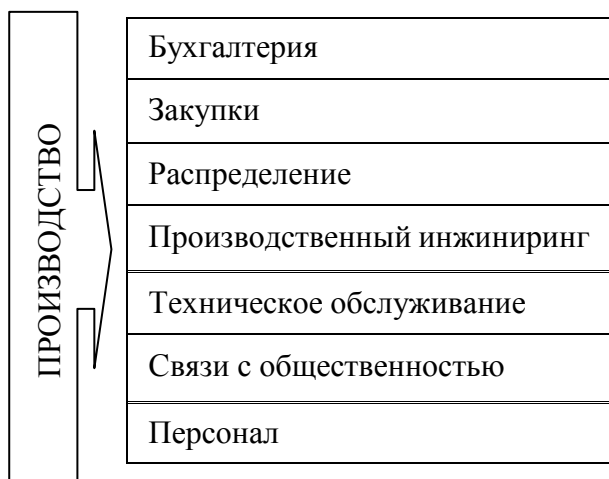 ПРОИЗВОДСТВО
Бухгалтерия
Закупки
Распределение
Производственный инжиниринг
Техническое обслуживание
Связи с общественностью
Персонал